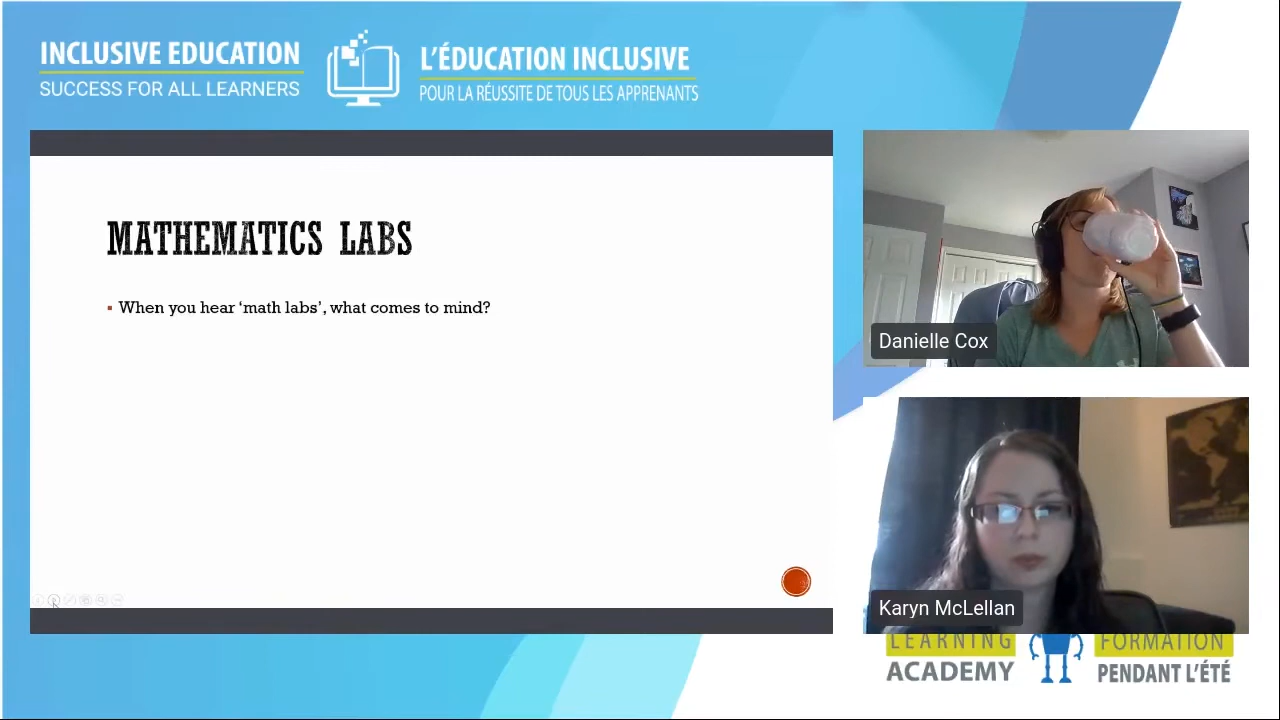 INCLUSIVE EDUCATION
SUCCESS FOR ALL LEARNERS
L'ÉDUCATION INCLUSIVE
POUR LA RÉUSSITE DE TOUS LES APPRENANTS
MATHEMATICS LABS
▪ When you hear ‘math labs’, what comes to mind?
Danielle Cox
Karyn McLellan
LEARNING
ACADEMY
FORMATION
PENDANT L'ÉTÉ